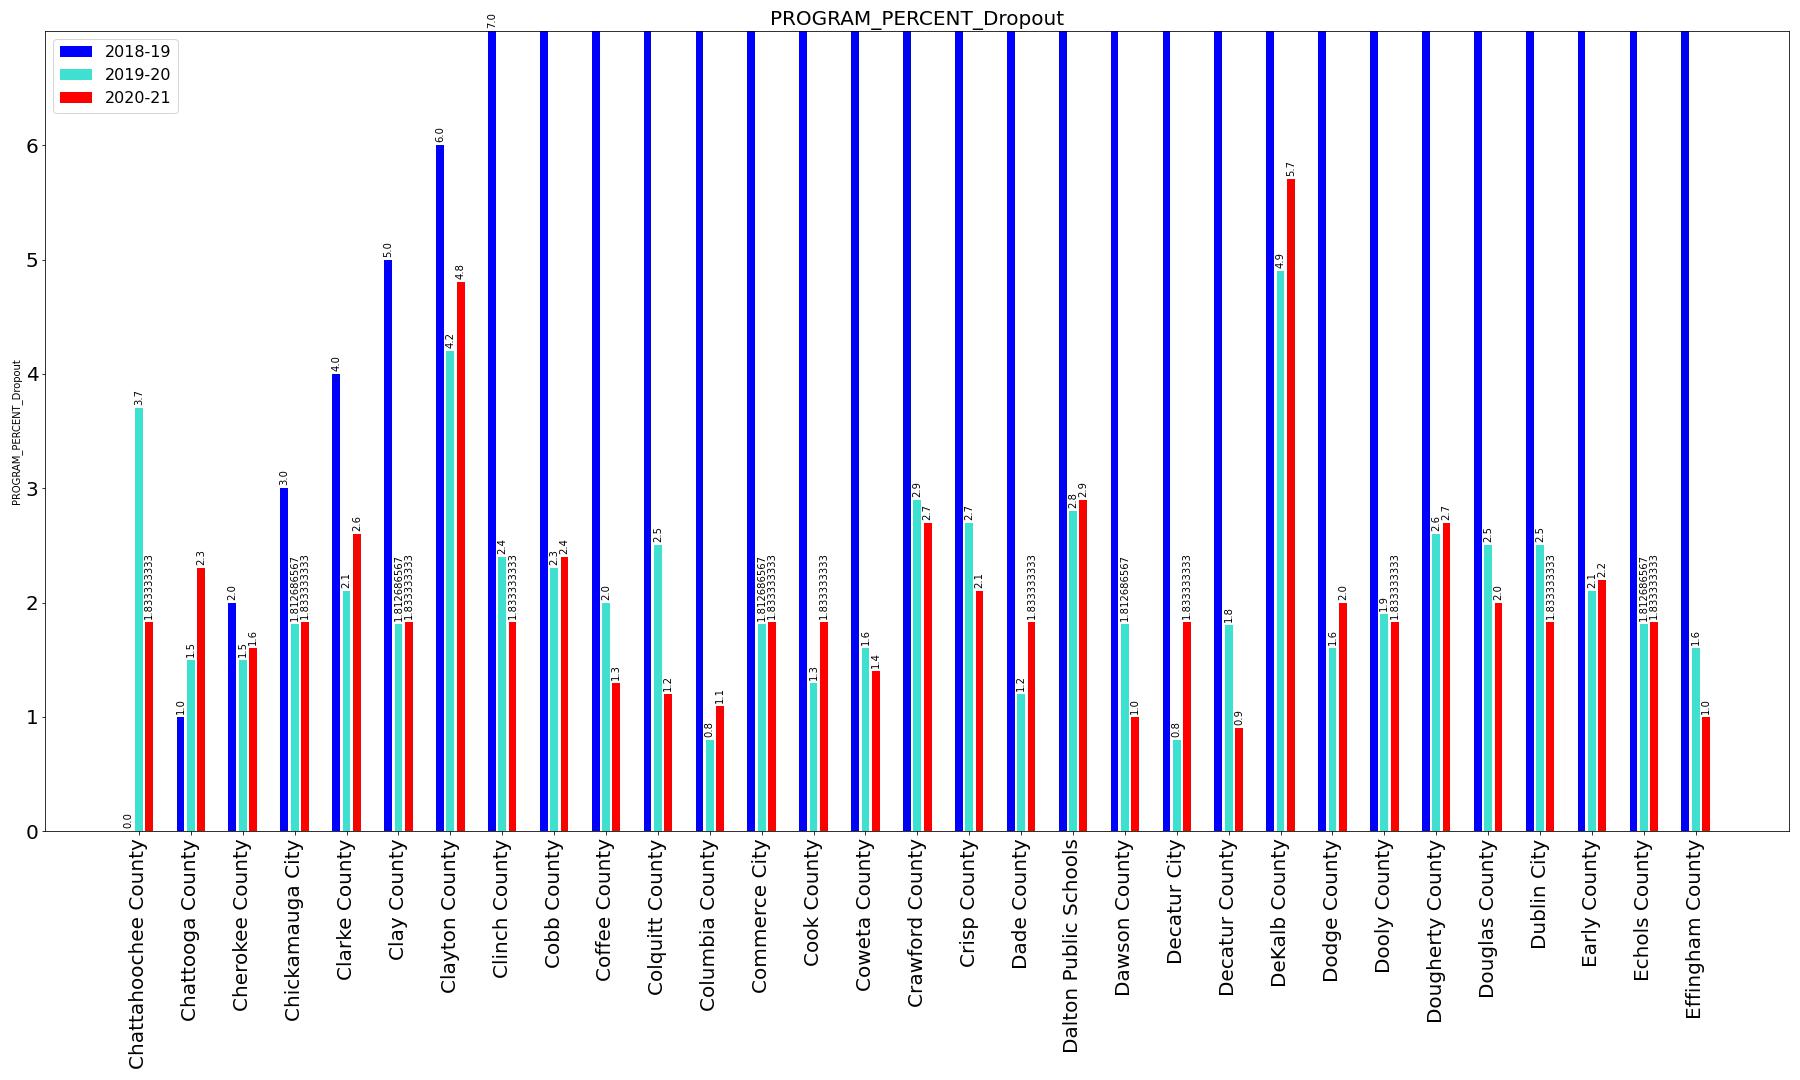 PROGRAM_PERCENT_Dropout
2018-19
2019-20
2020-21
PROGRAM_PERCENT_Dropout
6
5
4
3
2
1
0
0.0
3.7
1.833333333
1.0
1.5
2.3
2.0
1.5
1.6
3.0
1.812686567
1.833333333
4.0
2.1
2.6
5.0
1.812686567
1.833333333
6.0
4.2
4.8
7.0
2.4
1.833333333
2.3
2.4
2.0
1.3
2.5
1.2
0.8
1.1
1.812686567
1.833333333
1.3
1.833333333
1.6
1.4
2.9
2.7
2.7
2.1
1.2
1.833333333
2.8
2.9
1.812686567
1.0
0.8
1.833333333
1.8
0.9
4.9
5.7
1.6
2.0
1.9
1.833333333
2.6
2.7
2.5
2.0
2.5
1.833333333
2.1
2.2
1.812686567
1.833333333
1.6
1.0
Chattahoochee County
Chattooga County
Cherokee County
Chickamauga City
Clarke County
Clay County
Clayton County
Clinch County
Cobb County
Coffee County
Colquitt County
Columbia County
Commerce City
Cook County
Coweta County
Crawford County
Crisp County
Dade County
Dalton Public Schools
Dawson County
Decatur City
Decatur County
DeKalb County
Dodge County
Dooly County
Dougherty County
Douglas County
Dublin City
Early County
Echols County
Effingham County